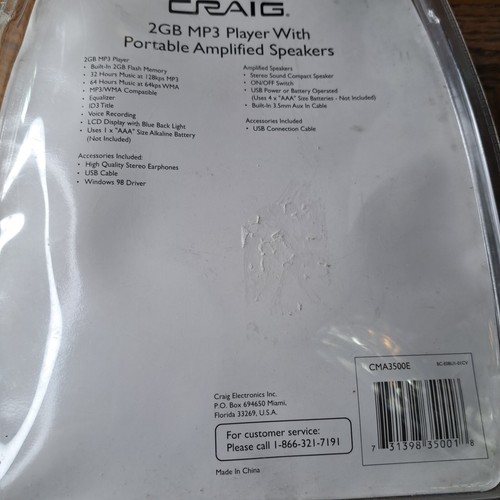 CRAIG.
2GB MP3 Player With
Portable Amplified Speakers
2GB MP3 Player
• Built-In 2GB Flash Memory
• 32 Hours Music at 128kps MP3
• 64 Hours Music at 64kps WMA
• MP3/WMA Compatible
• Equalizer
• ID3 Title
• Voice Recording
• LCD Display with Blue Back Light
• Uses 1 x "AAA" Size Alkaline Battery
(Not Included)
Accessories Included:
• High Quality Stereo Earphones
• USB Cable
• Windows 98 Driver
Amplified Speakers
• Stereo Sound Compact Speaker
• ON/OFF Switch
• USB Power or Battery Operated
(Uses 4 x "AAA" Size Batteries - Not Included)
• Built-In 3.5mm Aux In Cable
Accessories Included
• USB Connection Cable
Craig Electronics Inc.
P.O. Box 694650 Miami,
Florida 33269, U.S.A.
For customer service:
Please call 1-866-321-7191
Made In China
CMA3500E
7 31398 35001 8